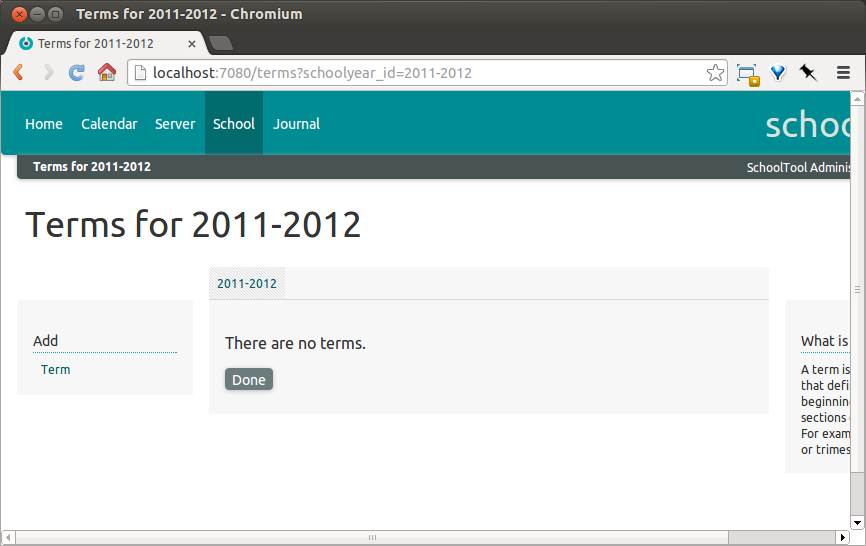 Terms for 2011-2012 - Chromium
Terms for 2011-2012
localhost:7080/terms?schoolyear_id=2011-2012
Home Calendar Server School Journal schoo
Terms for 2011-2012 SchoolTool Adminis
Terms for 2011-2012
2011-2012
Add
Term
There are no terms.
Done
What is
A term is
that defi
beginning
sections
For exam
or trimes